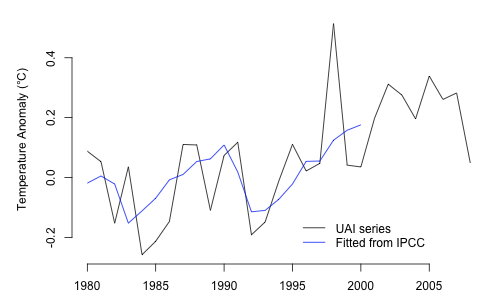 Temperature Anomaly (°C)
0.4
0.2
0.0
-0.2
UAI series
Fitted from IPCC
1980 1985 1990 1995 2000 2005